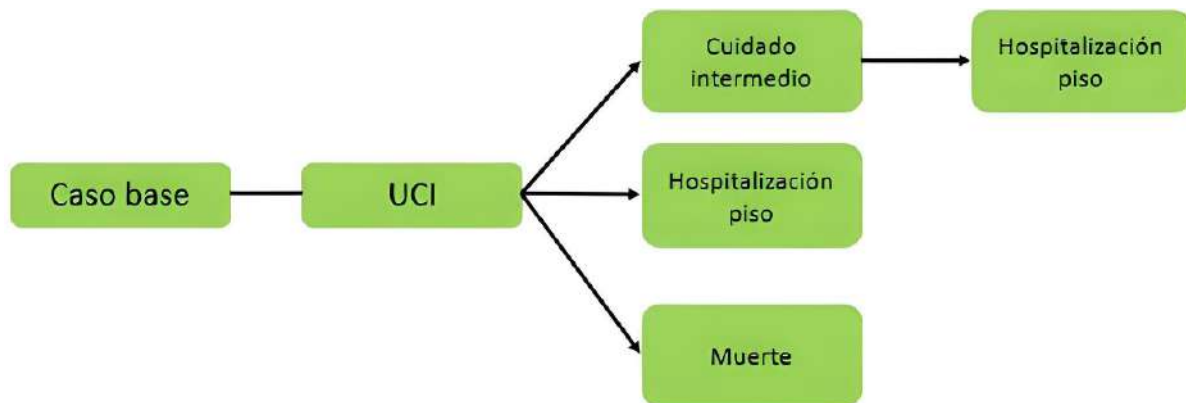 Caso base
UCI
Cuidado
intermedio
Hospitalización
piso
Hospitalización
piso
Muerte